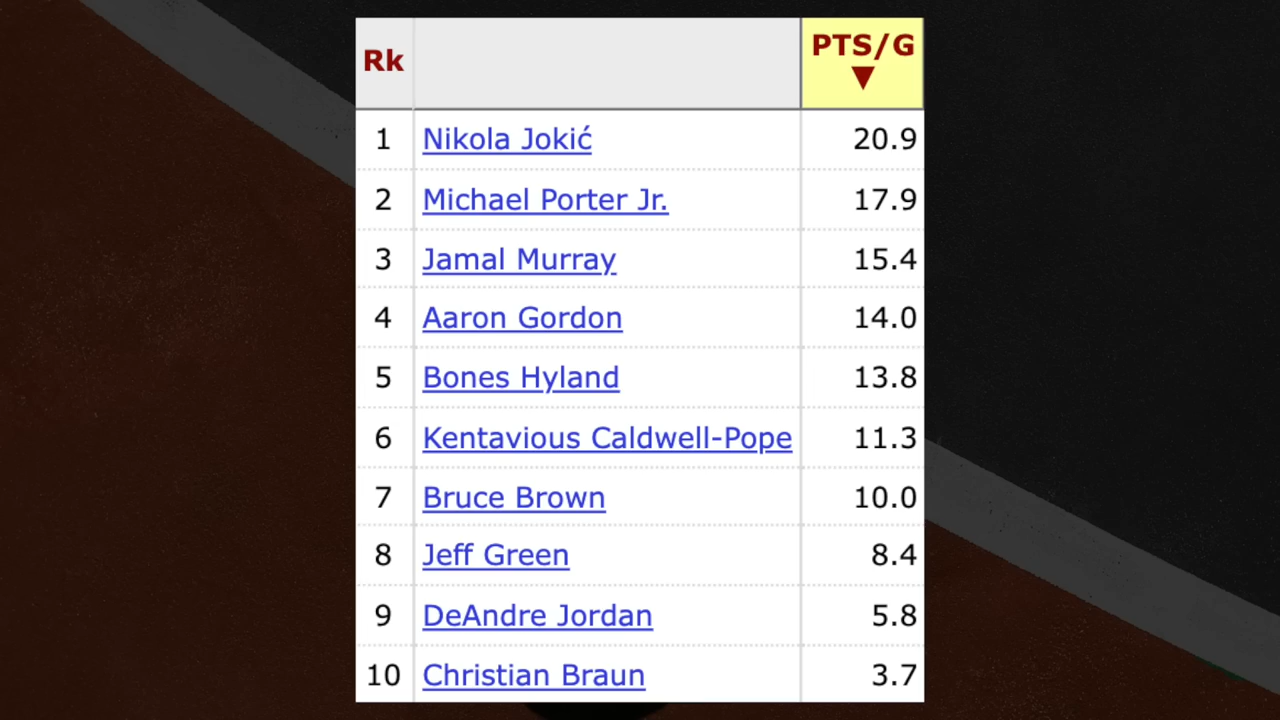 Rk PTS/G ▼
1 Nikola Jokić 20.9
2 Michael Porter Jr. 17.9
3 Jamal Murray 15.4
4 Aaron Gordon 14.0
5 Bones Hyland 13.8
6 Kentavious Caldwell-Pope 11.3
7 Bruce Brown 10.0
8 Jeff Green 8.4
9 DeAndre Jordan 5.8
10 Christian Braun 3.7